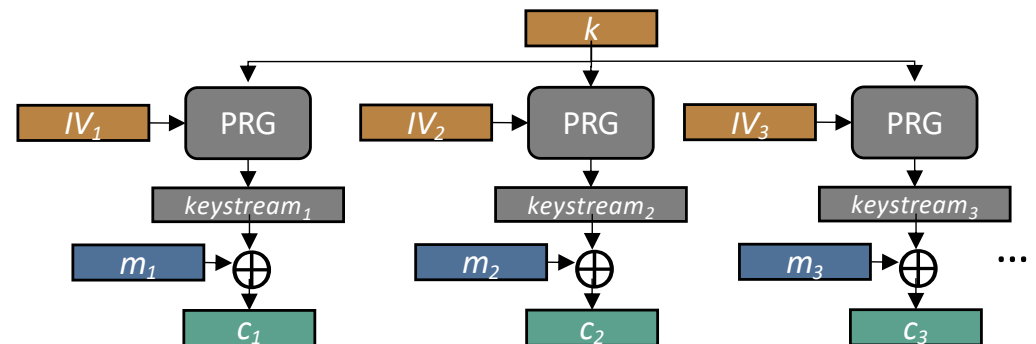 k
IV₁ PRG IV₂ PRG IV₃ PRG
keystream₁ keystream₂ keystream₃
m₁ m₂ m₃ ...
c₁ c₂ c₃